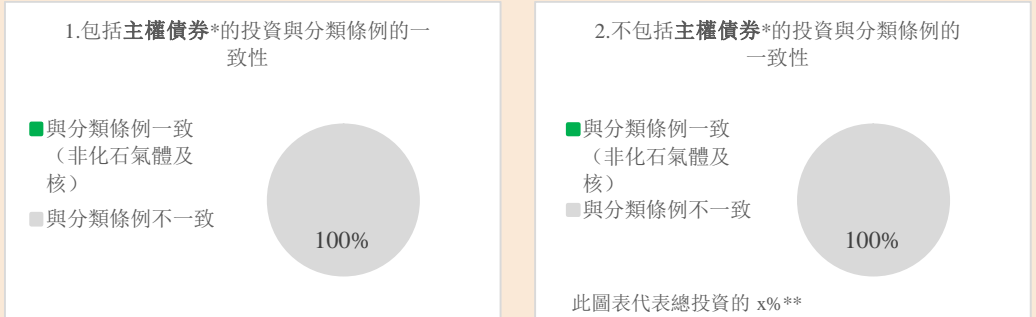 1.包括主權債券*的投資與分類條例的一
致性
與分類條例一致
（非化石氣體及
核）
與分類條例不一致
100%
2.不包括主權債券*的投資與分類條例的
一致性
與分類條例一致
（非化石氣體及
核）
與分類條例不一致
100%
此圖表代表總投資的 x%**